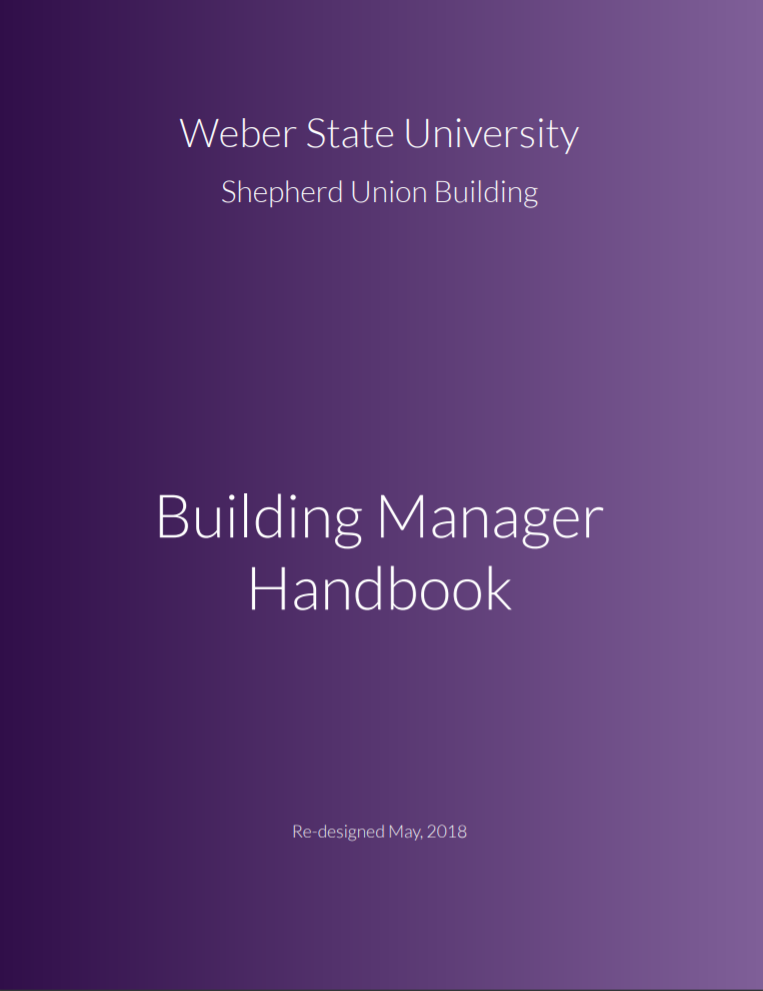 Weber State University
Shepherd Union Building
Building Manager
Handbook
Re-designed May, 2018